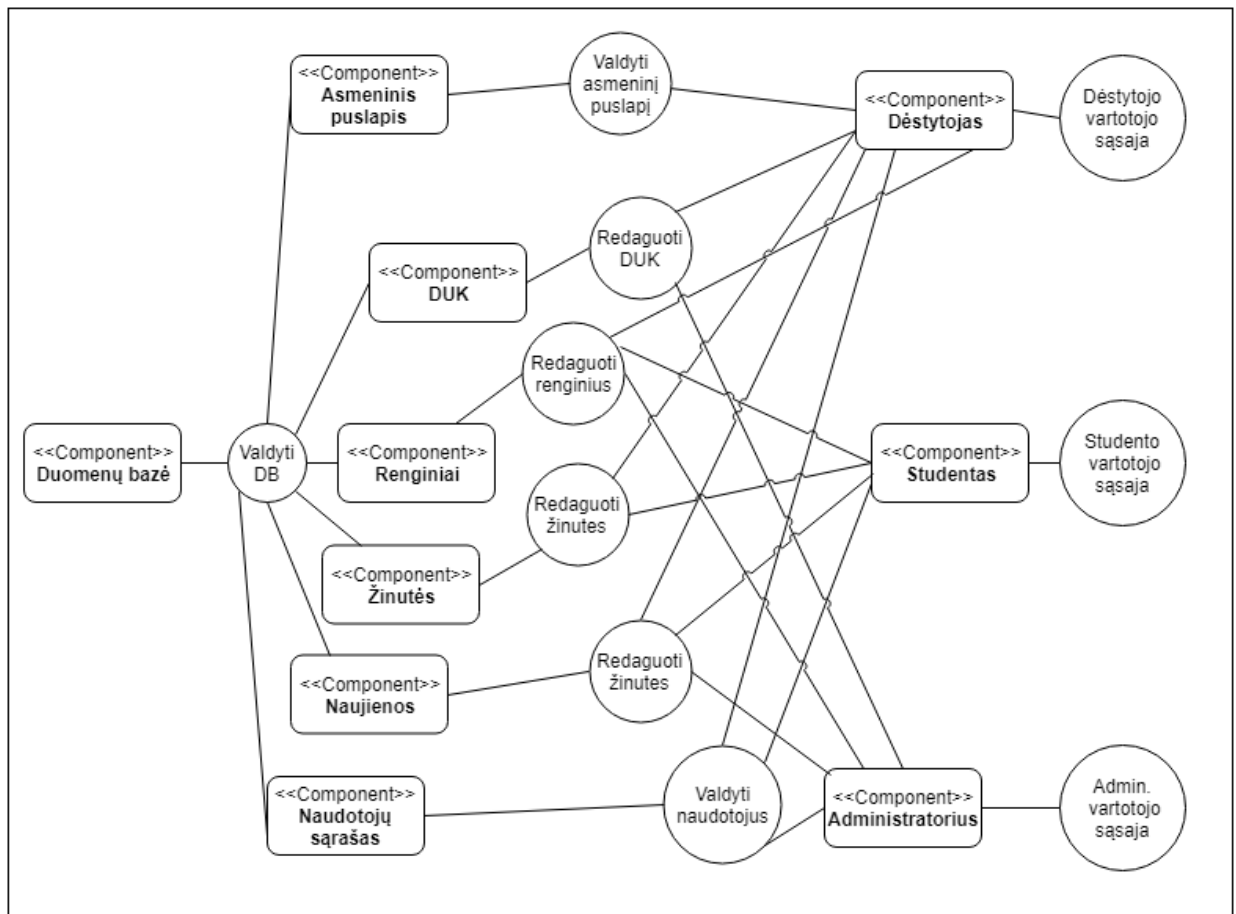 <<Component>>
Asmeninis
puslapis
Valdyti
asmeninį
puslapį
<<Component>>
Dėstytojas
Dėstytojo
vartotojo
sąsaja
<<Component>>
DUK
Redaguoti
DUK
Redaguoti
renginius
<<Component>>
Duomenų bazė
Valdyti
DB
<<Component>>
Renginiai
<<Component>>
Studentas
Studento
vartotojo
sąsaja
Redaguoti
žinutes
<<Component>>
Žinutės
<<Component>>
Naujienos
Redaguoti
žinutes
<<Component>>
Naudotojų
sąrašas
Valdyti
naudotojus
<<Component>>
Administratorius
Admin.
vartotojo
sąsaja